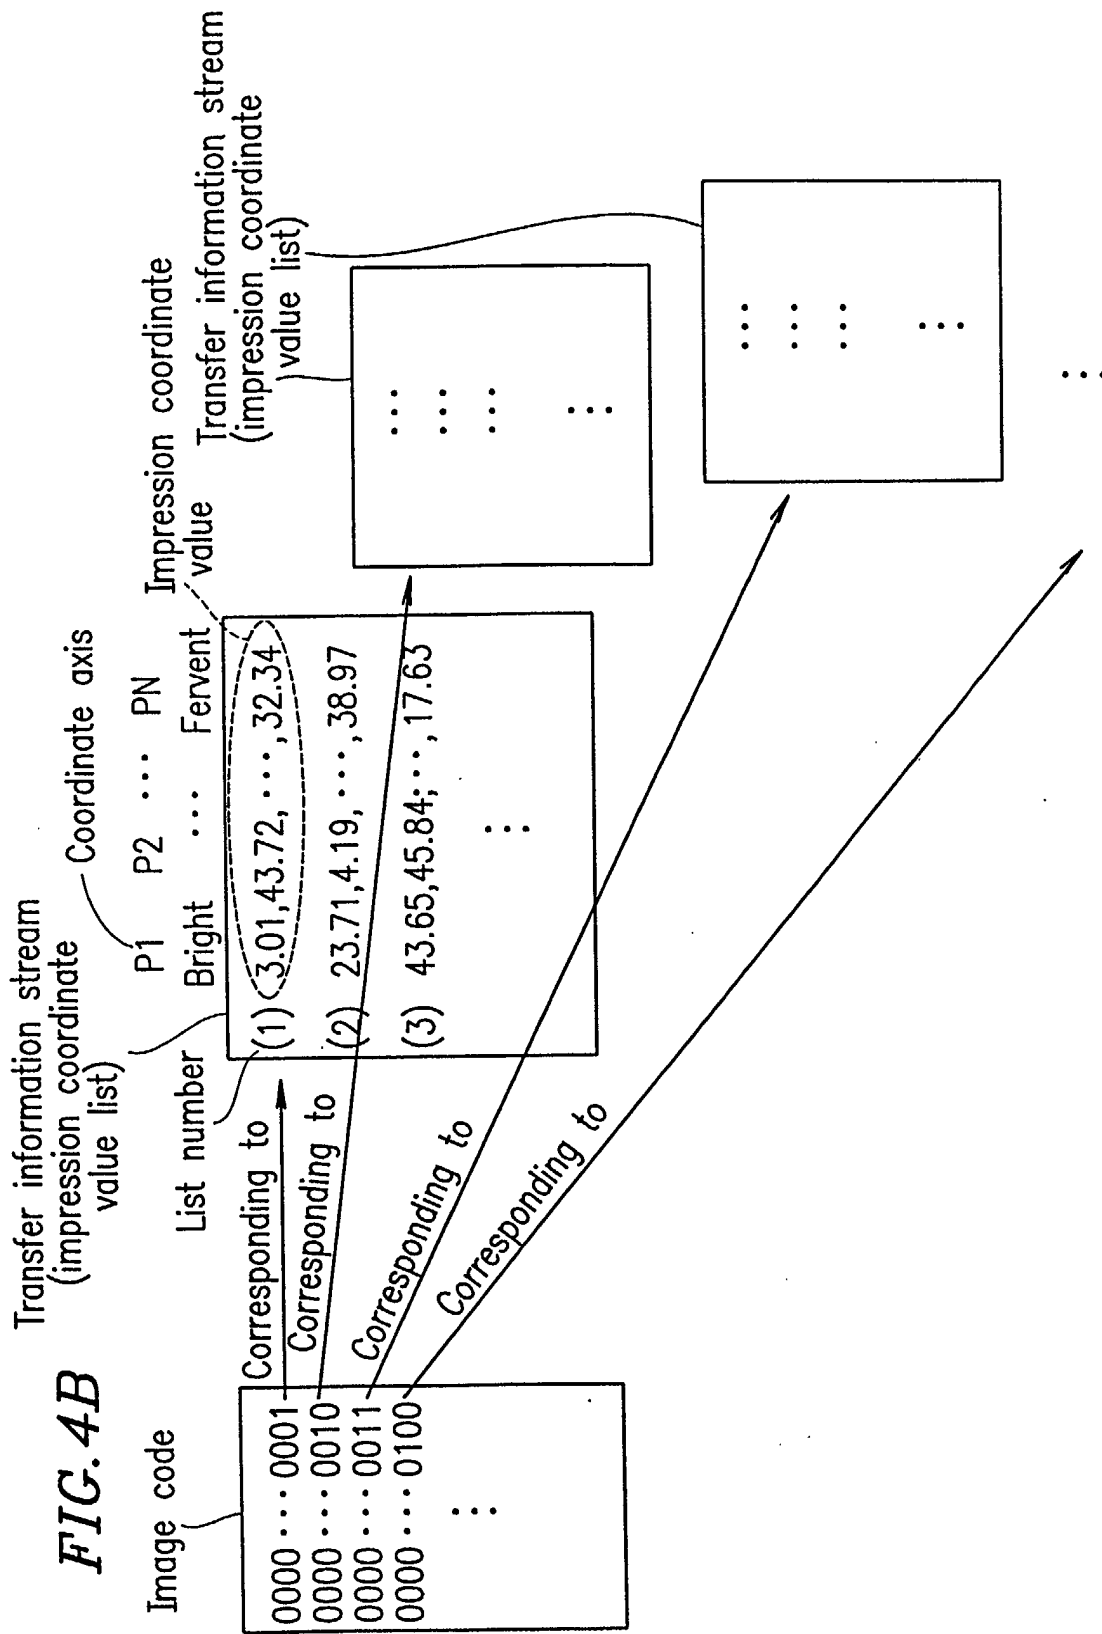 FIG. 4B
Image code
0000 ··· 0001
0000 ··· 0010
0000 ··· 0011
0000 ··· 0100
···
Corresponding to
Corresponding to
Corresponding to
Corresponding to
Transfer information stream
(impression coordinate
value list)
List number
Coordinate axis
P1 P2 ··· PN
Bright ··· Fervent
(1) 3.01,43.72, ··· ,32.34
(2) 23.71,4.19, ··· ,38.97
(3) 43.65,45.84, ··· ,17.63
···
Impression coordinate
value
Transfer information stream
(impression coordinate
value list)
···
···
···
···
···
···
···
···
···